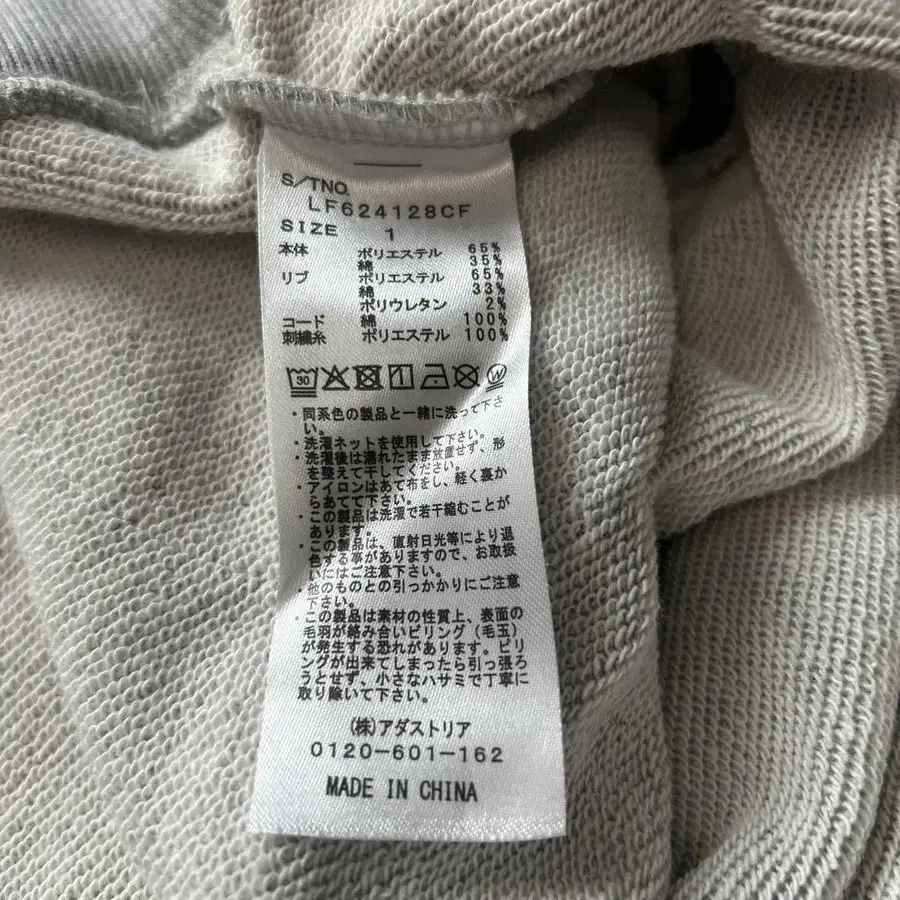 S/TNO.
LF624128CF
SIZE 1
本体 ポリエステル 65%
綿 35%
リブ ポリエステル 65%
綿 33%
ポリウレタン 2%
コード 綿 100%
刺繍糸 ポリエステル 100%
30 W
・同系色の製品と一緒に洗って下さ
い。
・洗濯ネットを使用して下さい。
・洗濯後は濡れたまま放置せず、形
を整えて干してください。
・アイロンはあて布をし、軽く裏か
らあてて下さい。
・この製品は洗濯で若干縮むことが
あります。
・この製品は、直射日光等により退
色する事がありますので、お取扱
いにはご注意下さい。
・他のものとの引っかかりにご注意
下さい。
・この製品は素材の性質上、表面の
毛羽が絡み合いピリング（毛玉）
が発生する恐れがあります。ピリ
ングが出来てしまったら引っ張ろ
うとせず、小さなハサミで丁寧に
取り除いて下さい。
(株)アダストリア
0120-601-162
MADE IN CHINA